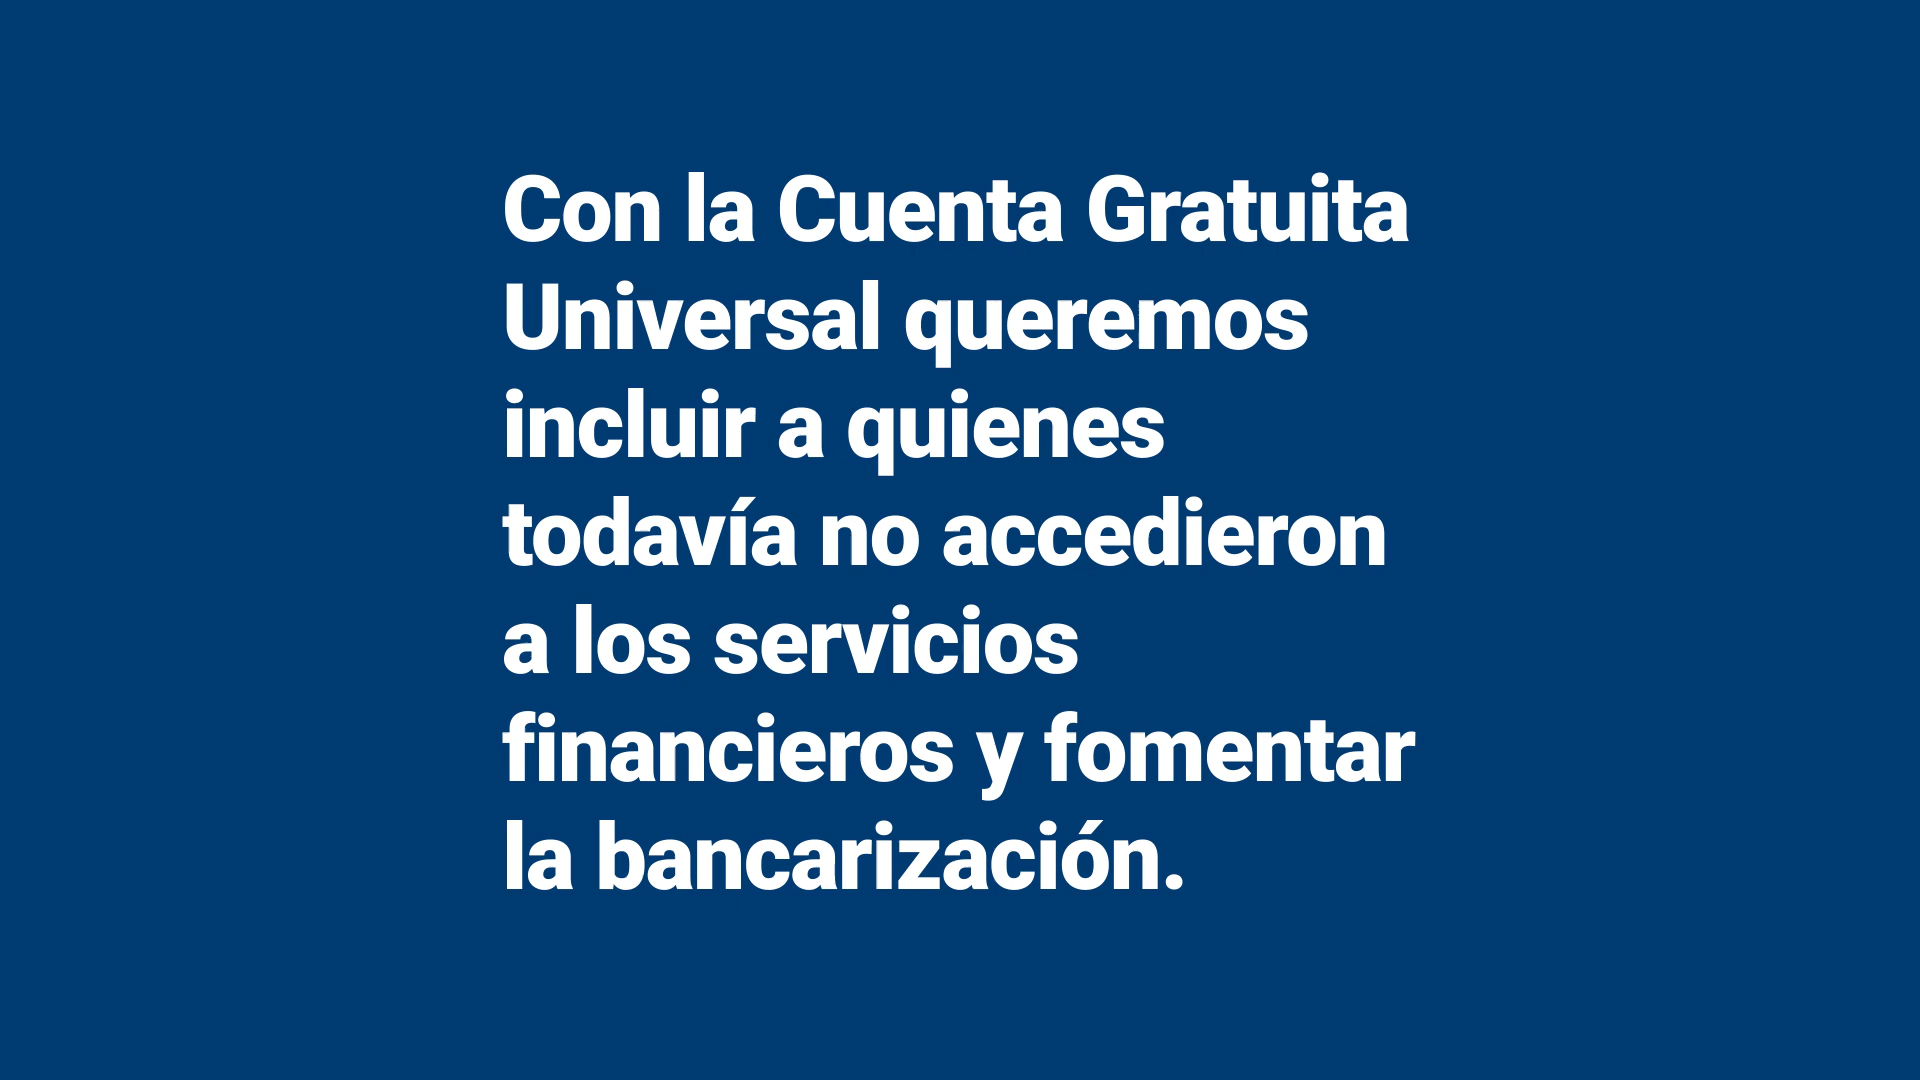 Con la Cuenta Gratuita
Universal queremos
incluir a quienes
todavía no accedieron
a los servicios
financieros y fomentar
la bancarización.